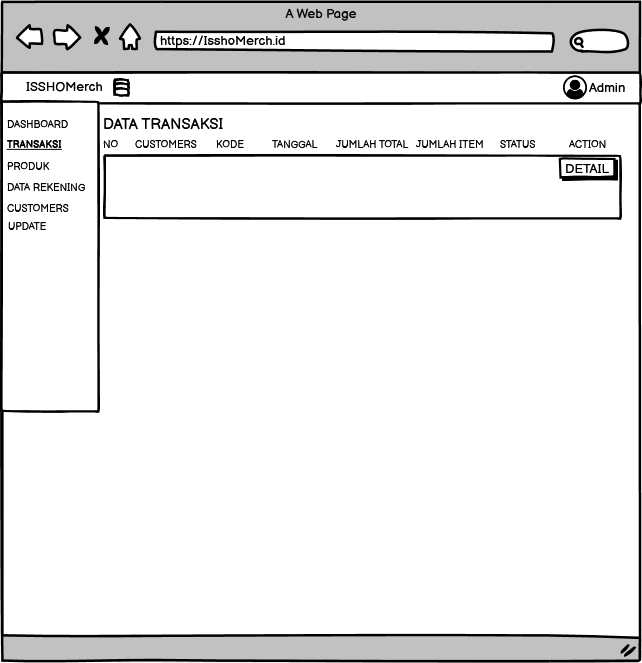 A Web Page
https://IsshoMerch.id
ISSHOMerch
Admin
DASHBOARD
TRANSAKSI
PRODUK
DATA REKENING
CUSTOMERS
UPDATE
DATA TRANSAKSI
NO CUSTOMERS KODE TANGGAL JUMLAH TOTAL JUMLAH ITEM STATUS ACTION
DETAIL